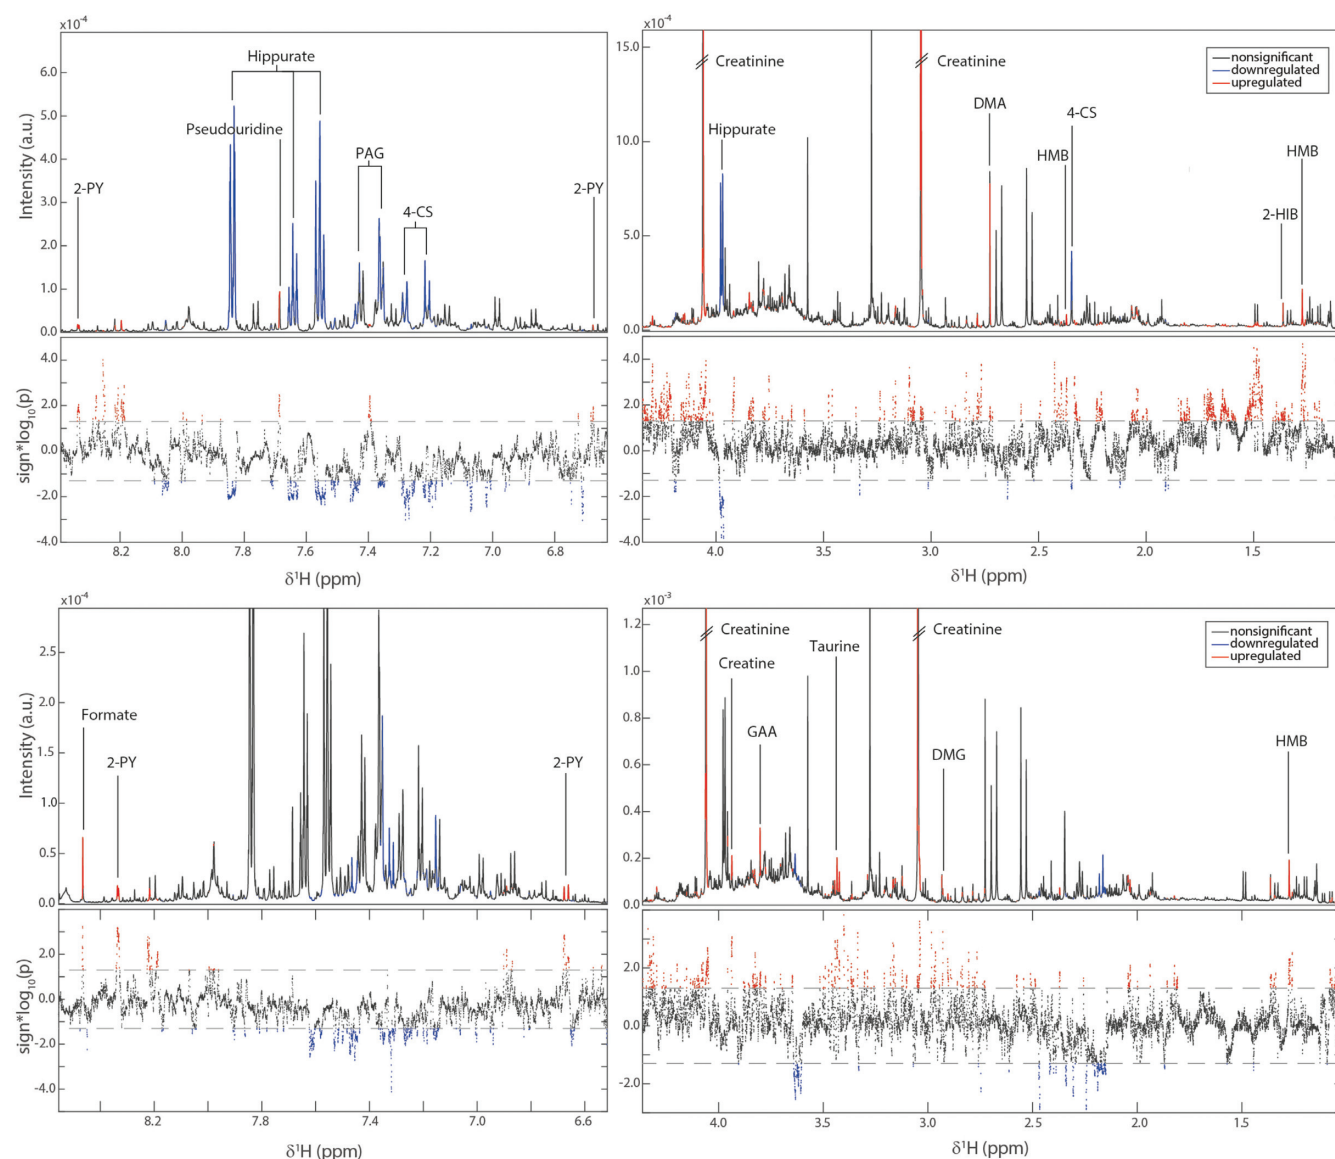 x10-4
Hippurate
Pseudouridine
PAG
4-CS
2-PY
2-PY
Intensity (a.u.)
6.0
5.0
4.0
3.0
2.0
1.0
0.0
sign*log10(p)
4.0
2.0
0.0
-2.0
-4.0
8.2 8.0 7.8 7.6 7.4 7.2 7.0 6.8
δ1H (ppm)
x10-4
Creatinine
Creatinine
nonsignificant
downregulated
upregulated
DMA
4-CS
Hippurate
HMB
HMB
2-HIB
15.0
10.0
5.0
0.0
4.0
2.0
0.0
-2.0
-4.0
4.0 3.5 3.0 2.5 2.0 1.5
δ1H (ppm)
x10-4
Formate
2-PY
2-PY
Intensity (a.u.)
2.5
2.0
1.5
1.0
0.0
sign*log10(p)
2.0
0.0
-2.0
-4.0
8.2 7.8 7.4 7.0 6.6
δ1H (ppm)
x10-3
Creatinine
Creatinine
nonsignificant
downregulated
upregulated
Creatine
Taurine
GAA
DMG
HMB
1.2
1.0
0.8
0.6
0.4
0.2
0.0
2.0
0.0
-2.0
4.0 3.5 3.0 2.5 2.0 1.5
δ1H (ppm)